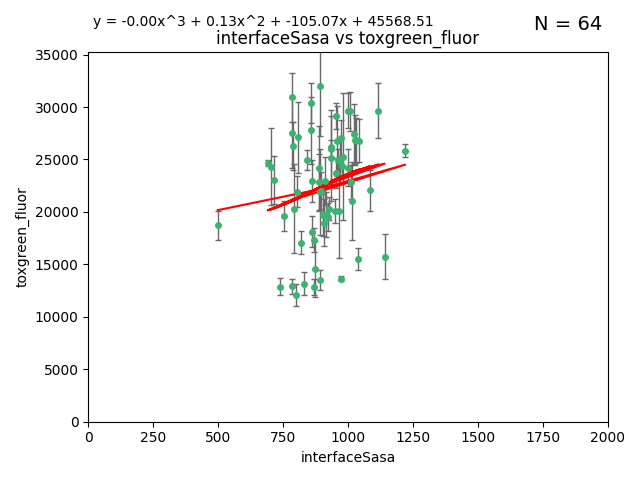 y = -0.00x^3 + 0.13x^2 + -105.07x + 45568.51
N = 64
interfaceSasa vs toxgreen_fluor
35000
30000
25000
20000
15000
10000
5000
0
toxgreen_fluor
0 250 500 750 1000 1250 1500 1750 2000
interfaceSasa